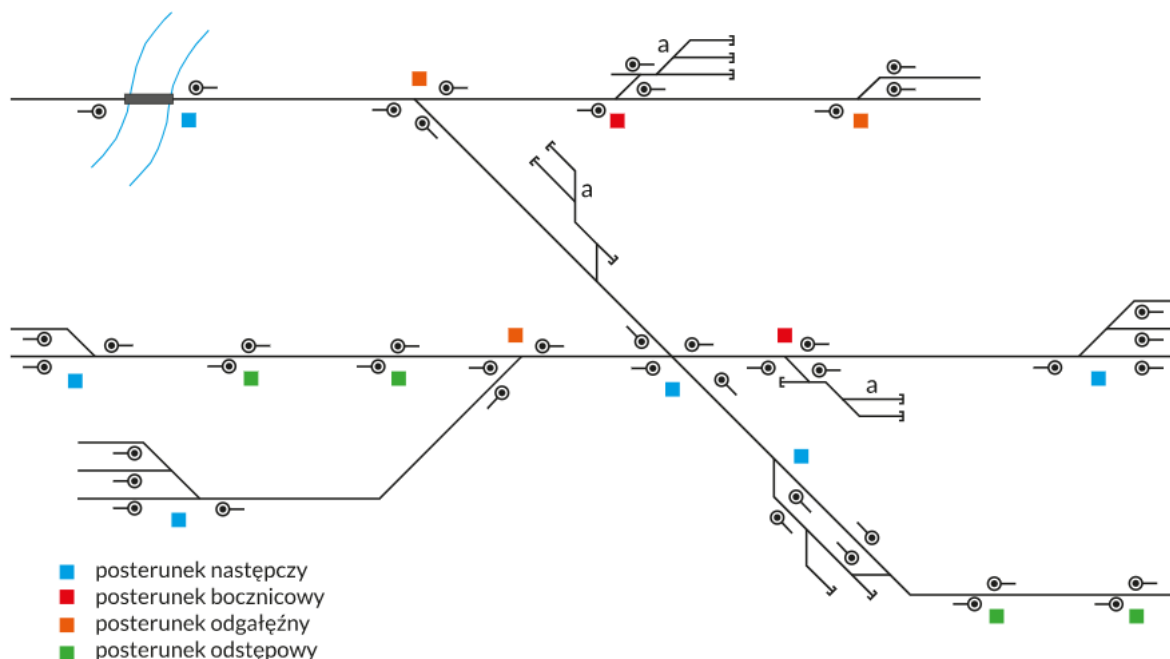 a
a
a
posterunek następczy
posterunek bocznicowy
posterunek odgałęźny
posterunek odstępowy